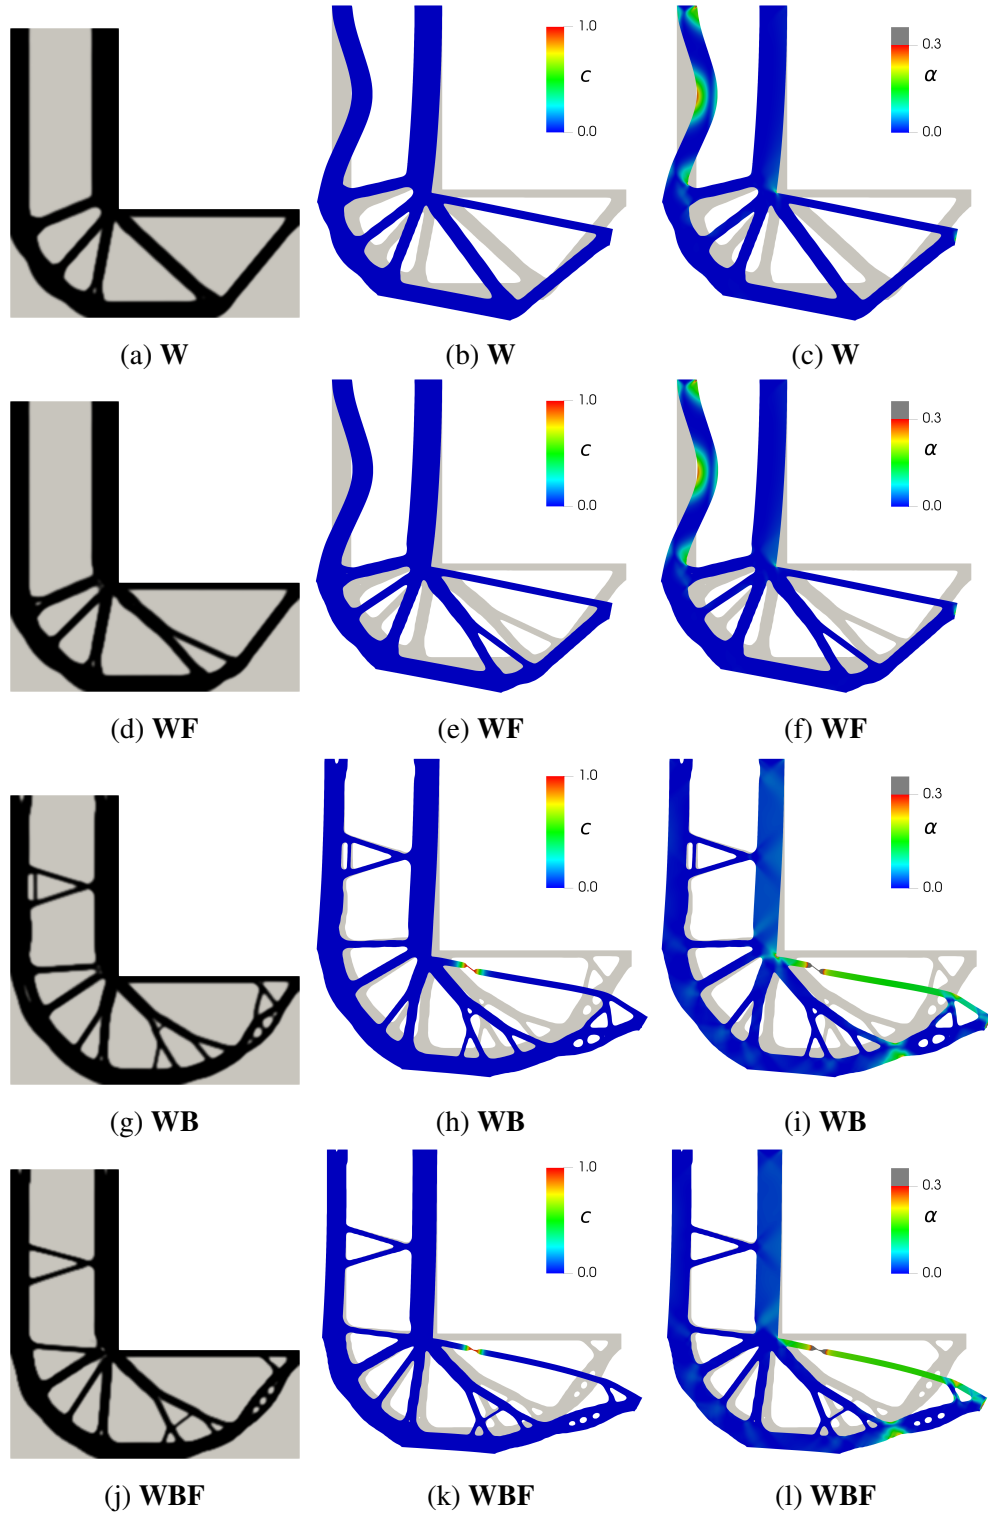 1.0
c
0.0
0.3
α
0.0
(a) W
(b) W
(c) W
1.0
c
0.0
0.3
α
0.0
(d) WF
(e) WF
(f) WF
1.0
c
0.0
0.3
α
0.0
(g) WB
(h) WB
(i) WB
1.0
c
0.0
0.3
α
0.0
(j) WBF
(k) WBF
(l) WBF